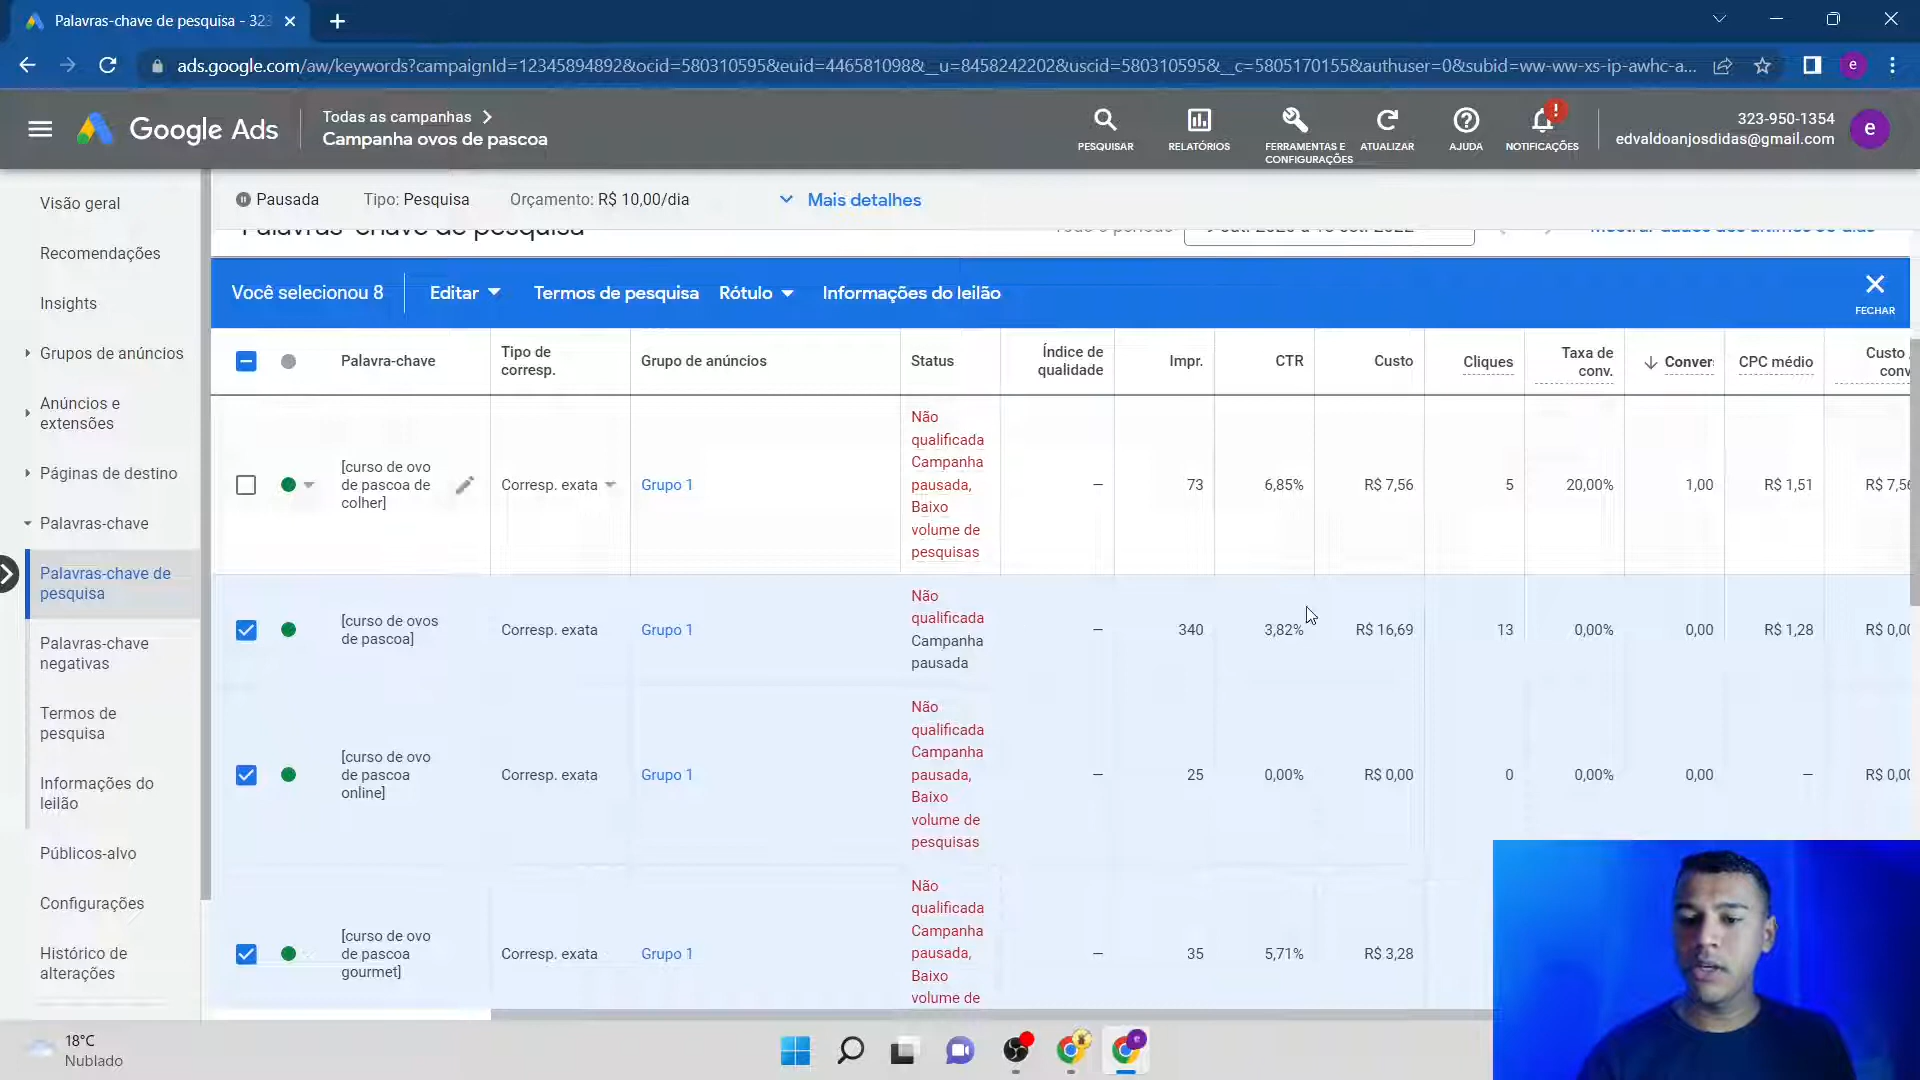 Palavras-chave de pesquisa - 323
ads.google.com/aw/keywords?campaignId=12345894892&ocid=580310595&euid=446581098&__u=8458242202&uscid=580310595&__c=5805170155&authuser=0&subid=ww-ww-xs-ip-awhc-a...
e
Google Ads
Todas as campanhas
Campanha ovos de pascoa
PESQUISAR
RELATÓRIOS
FERRAMENTAS E
CONFIGURAÇÕES
ATUALIZAR
AJUDA
!
NOTIFICAÇÕES
323-950-1354
edvaldoanjosdidas@gmail.com
e
Pausada
Tipo: Pesquisa
Orçamento: R$ 10,00/dia
Mais detalhes
Visão geral
Recomendações
Insights
Grupos de anúncios
Anúncios e
extensões
Páginas de destino
Palavras-chave
Palavras-chave de
pesquisa
Palavras-chave
negativas
Termos de
pesquisa
Informações do
leilão
Públicos-alvo
Configurações
Histórico de
alterações
Palavras-chave de pesquisa
Você selecionou 8
Editar
Termos de pesquisa
Rótulo
Informações do leilão
FECHAR
Palavra-chave
Tipo de
corresp.
Grupo de anúncios
Status
Índice de
qualidade
Impr.
CTR
Custo
Cliques
Taxa de
conv.
Conver
CPC médio
Custo
conv
[curso de ovo
de pascoa de
colher]
Corresp. exata
Grupo 1
Não
qualificada
Campanha
pausada,
Baixo
volume de
pesquisas
—
73
6,85%
R$ 7,56
5
20,00%
1,00
R$ 1,51
R$ 7,56
[curso de ovos
de pascoa]
Corresp. exata
Grupo 1
Não
qualificada
Campanha
pausada
—
340
3,82%
R$ 16,69
13
0,00%
0,00
R$ 1,28
R$ 0,00
[curso de ovo
de pascoa
online]
Corresp. exata
Grupo 1
Não
qualificada
Campanha
pausada,
Baixo
volume de
pesquisas
—
25
0,00%
R$ 0,00
0
0,00%
0,00
—
R$ 0,00
[curso de ovo
de pascoa
gourmet]
Corresp. exata
Grupo 1
Não
qualificada
Campanha
pausada,
Baixo
volume de
—
35
5,71%
R$ 3,28
18°C
Nublado